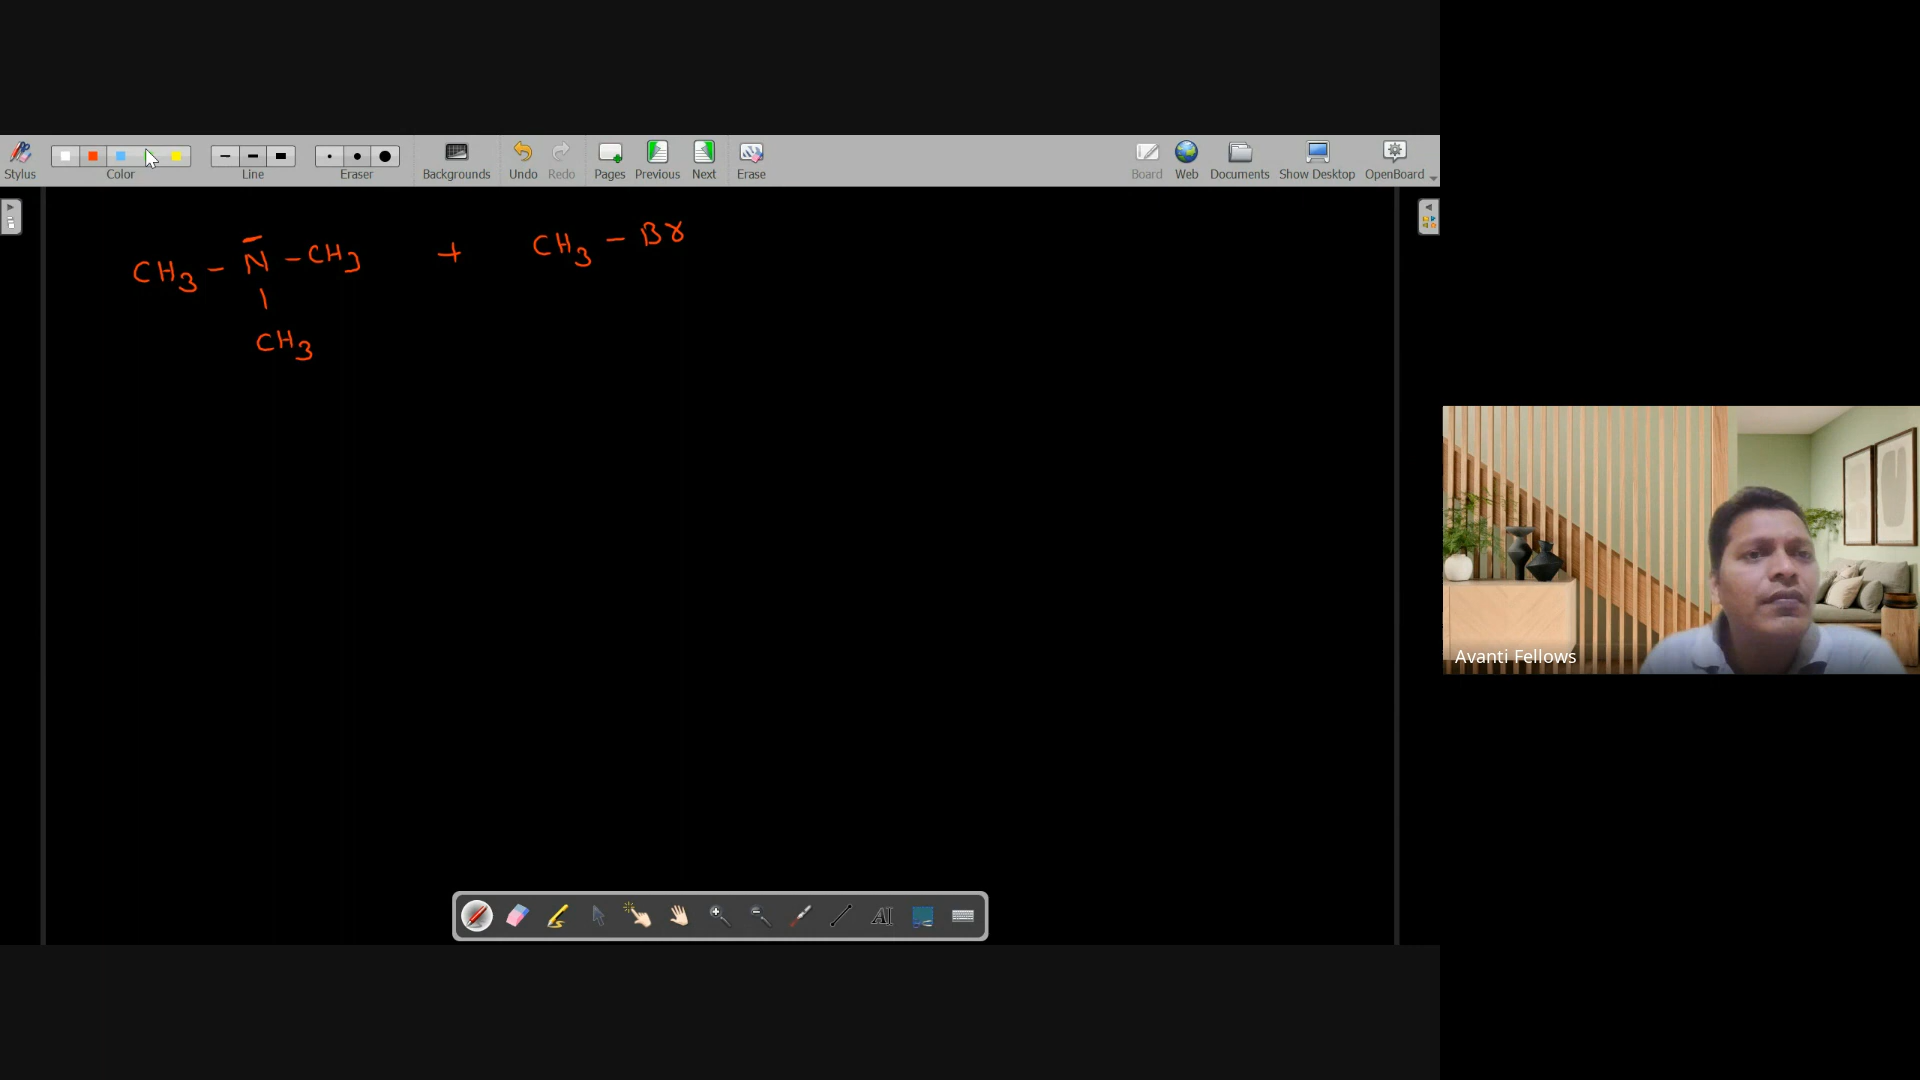 Stylus Color Line Eraser Backgrounds Undo Redo Pages Previous Next Erase Board Web Documents Show Desktop OpenBoard
CH3 - N̄ - CH3 + CH3 - Br
|
CH3
Avanti Fellows